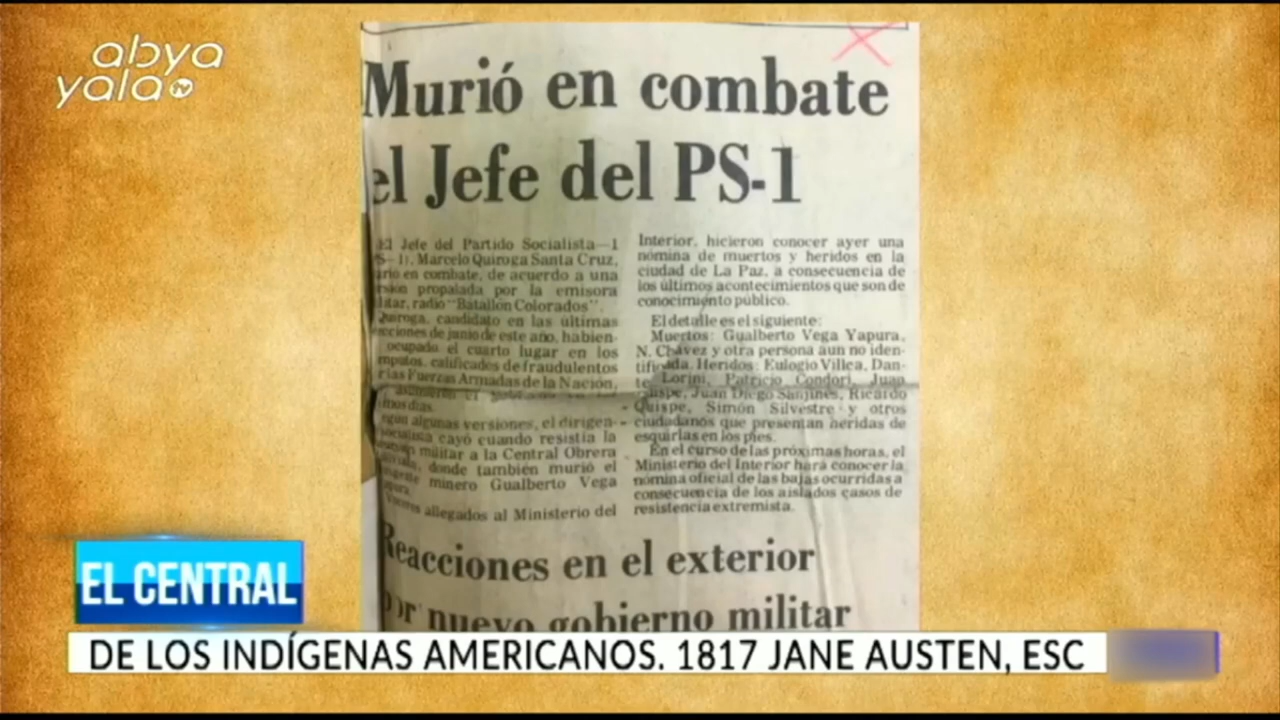 abya
yala tv
Murió en combate
el Jefe del PS-1
El Jefe del Partido Socialista—1
PS—1), Marcelo Quiroga Santa Cruz,
en combate, de acuerdo a una
propalada por la emisora
radio "Batallón Colorados".
Quiroga, candidato en las últimas
de junio de este año, habien-
ocupado el cuarto lugar en los
calificados de fraudulentos
Fuerzas Armadas de la Nación,
días.
algunas versiones, el dirigen-
cayó cuando resistía la
militar a la Central Obrera
donde también murió el
minero Gualberto Vega
allegados al Ministerio del
Interior, hicieron conocer ayer una
nómina de muertos y heridos en la
ciudad de La Paz, a consecuencia de
los últimos acontecimientos que son de
conocimiento público.
El detalle es el siguiente:
Muertos: Gualberto Vega Yapura,
N. Chávez y otra persona aun no iden-
tificada. Heridos: Eulogio Villca, Dan-
te Lorini, Patricio Condori, Juan
Quispe, Juan Diego Sanjinés, Ricardo
Quispe, Simón Silvestre y otros
ciudadanos que presentan heridas de
esquirlas en los pies.
En el curso de las próximas horas, el
Ministerio del Interior hará conocer la
nómina oficial de las bajas ocurridas a
consecuencia de los aislados casos de
resistencia extremista.
Reacciones en el exterior
por nuevo gobierno militar
EL CENTRAL
DE LOS INDÍGENAS AMERICANOS. 1817 JANE AUSTEN, ESC